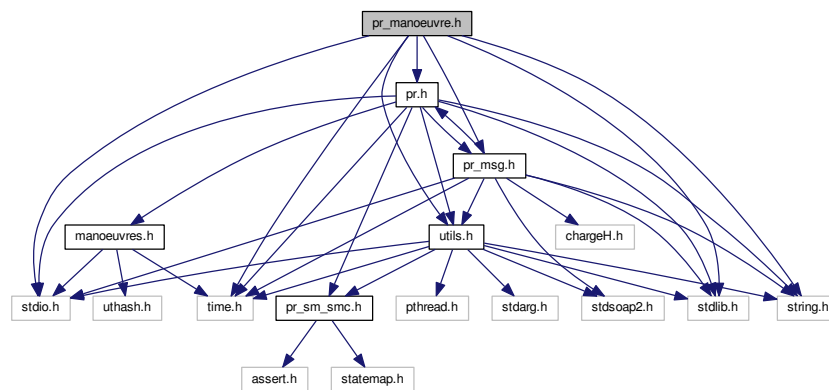 pr_manoeuvre.h
pr.h
pr_msg.h
manoeuvres.h
utils.h
chargeH.h
stdio.h
uthash.h
time.h
pr_sm_smc.h
pthread.h
stdarg.h
stdsoap2.h
stdlib.h
string.h
assert.h
statemap.h